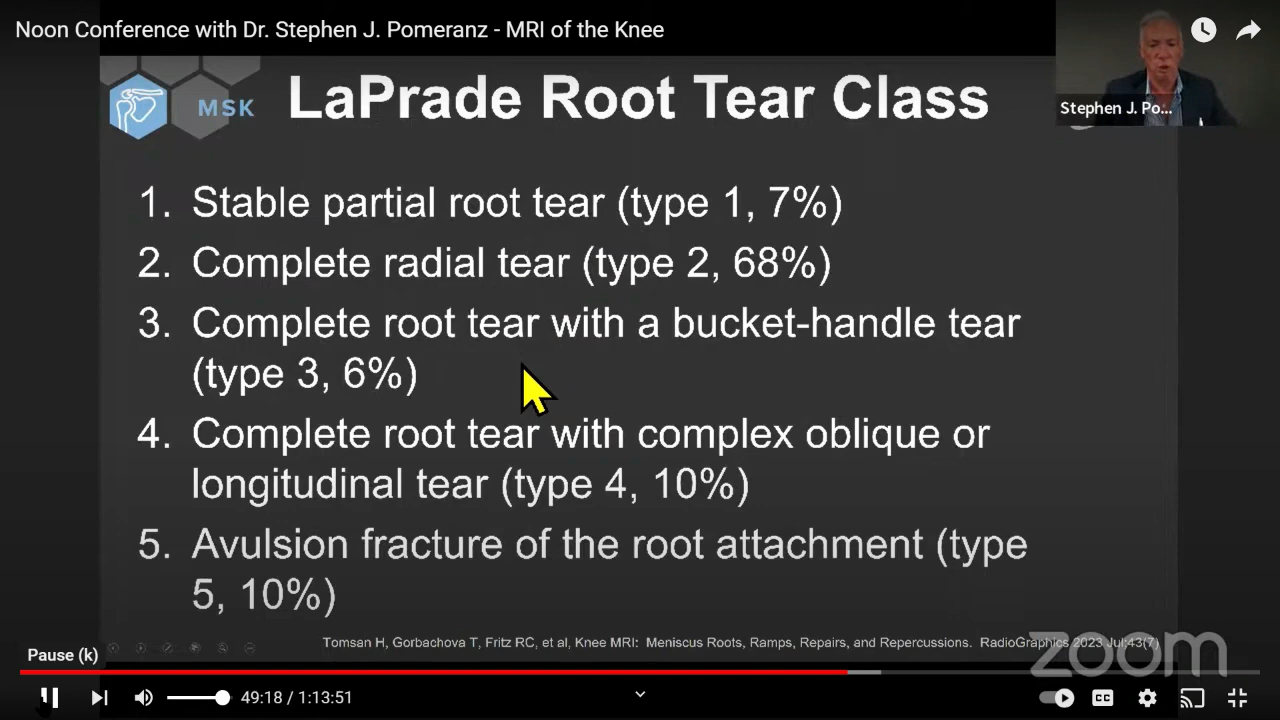 Noon Conference with Dr. Stephen J. Pomeranz - MRI of the Knee
MSK
LaPrade Root Tear Class
Stephen J. Po...
1. Stable partial root tear (type 1, 7%)
2. Complete radial tear (type 2, 68%)
3. Complete root tear with a bucket-handle tear
(type 3, 6%)
4. Complete root tear with complex oblique or
longitudinal tear (type 4, 10%)
5. Avulsion fracture of the root attachment (type
5, 10%)
Tomsan H, Gorbachova T, Fritz RC, et al, Knee MRI: Meniscus Roots, Ramps, Repairs, and Repercussions. RadioGraphics 2023 Jul;43(7)
zoom
Pause (k)
49:18 / 1:13:51
CC